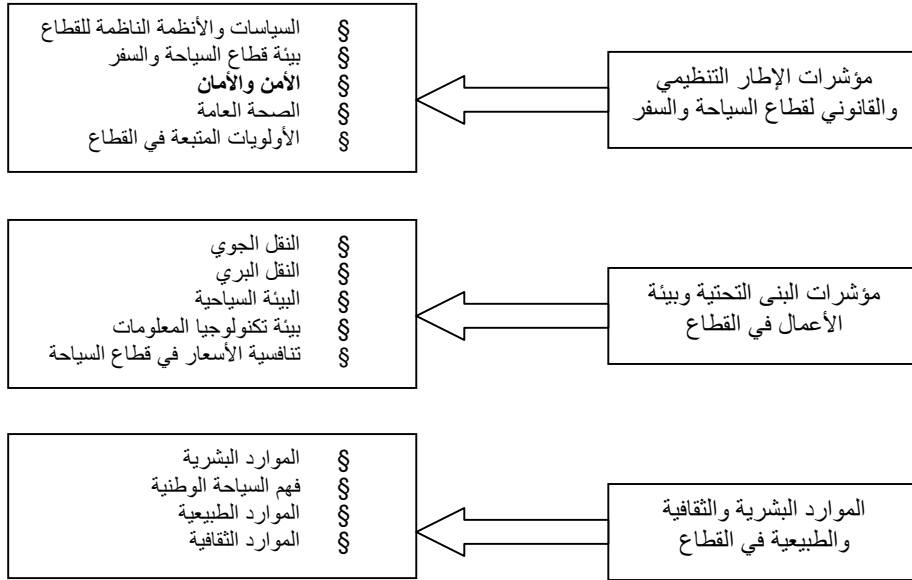 مؤشرات الإطار التنظيمي
والقانوني لقطاع السياحة والسفر
§ السياسات والأنظمة الناظمة للقطاع
§ بيئة قطاع السياحة والسفر
§ الأمن والأمان
§ الصحة العامة
§ الأولويات المتبعة في القطاع
مؤشرات البنى التحتية وبيئة
الأعمال في القطاع
§ النقل الجوي
§ النقل البري
§ البيئة السياحية
§ بيئة تكنولوجيا المعلومات
§ تنافسية الأسعار في قطاع السياحة
الموارد البشرية والثقافية
والطبيعية في القطاع
§ الموارد البشرية
§ فهم السياحة الوطنية
§ الموارد الطبيعية
§ الموارد الثقافية